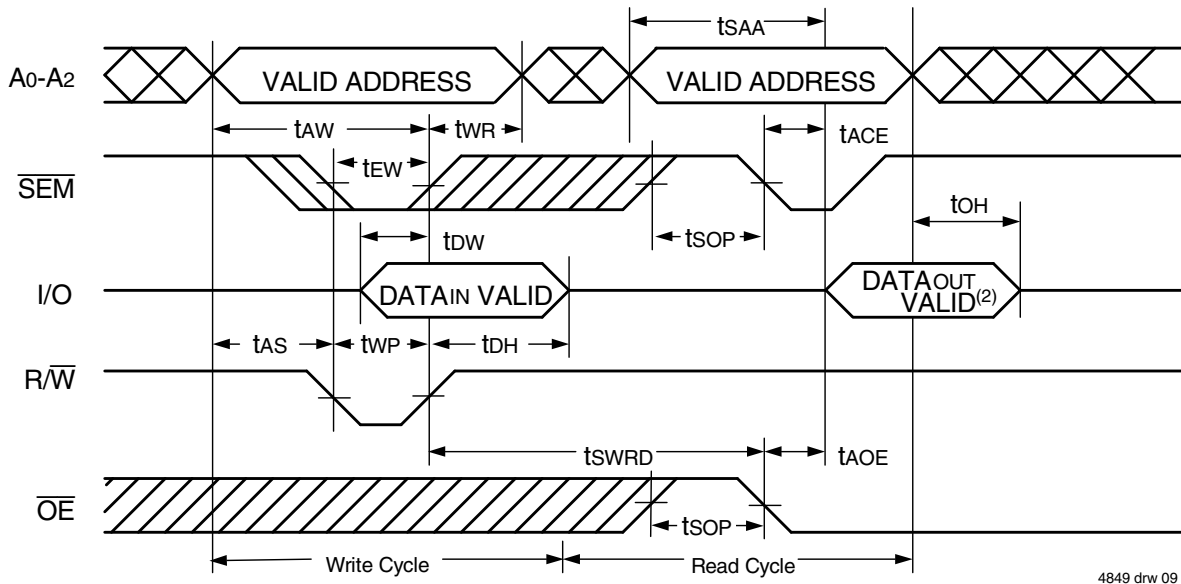 tSAA
A0-A2
VALID ADDRESS
VALID ADDRESS
tAW
tWR
tACE
tEW
SEM
tOH
tDW
tSOP
I/O
DATAIN VALID
DATAOUT
VALID(2)
tAS
tWP
tDH
R/W
tSWRD
tAOE
OE
tSOP
Write Cycle
Read Cycle
4849 drw 09